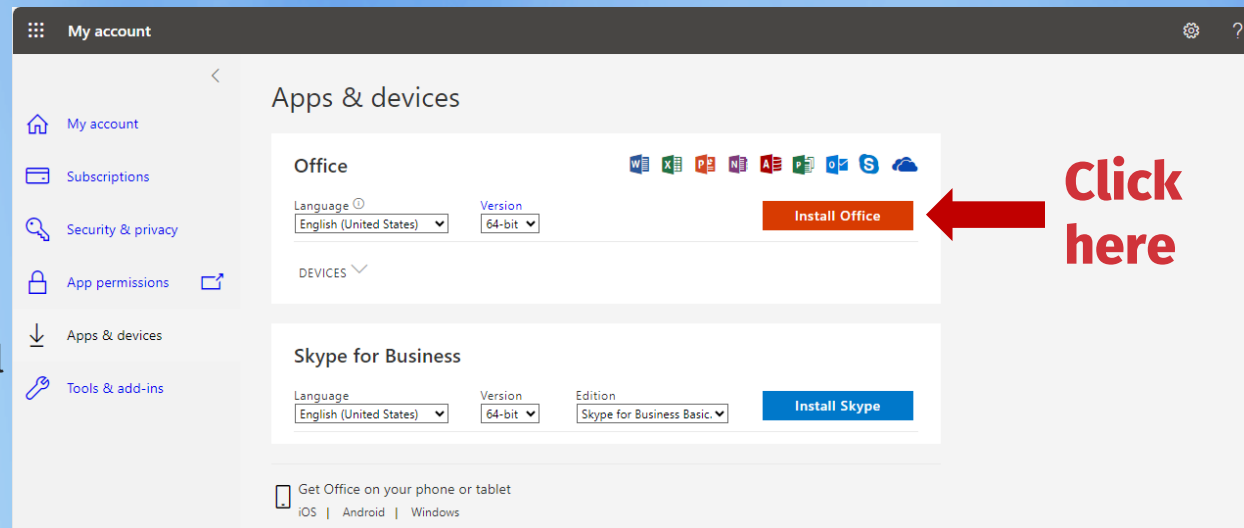 My account
?
Apps & devices
My account
Subscriptions
Security & privacy
App permissions
Apps & devices
Tools & add-ins
Office
Language
Version
English (United States)
64-bit
Install Office
DEVICES
Skype for Business
Language Version Edition
English (United States) 64-bit Skype for Business Basic.
Install Skype
Get Office on your phone or tablet
iOS | Android | Windows
Click
here